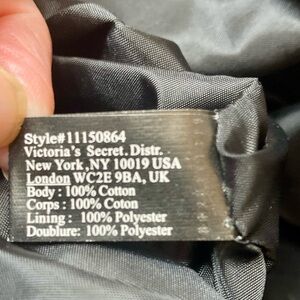 Style#11150864
Victoria's Secret. Distr.
New York ,NY 10019 USA
London WC2E 9BA, UK
Body : 100% Cotton
Corps : 100% Coton
Lining : 100% Polyester
Doublure: 100% Polyester